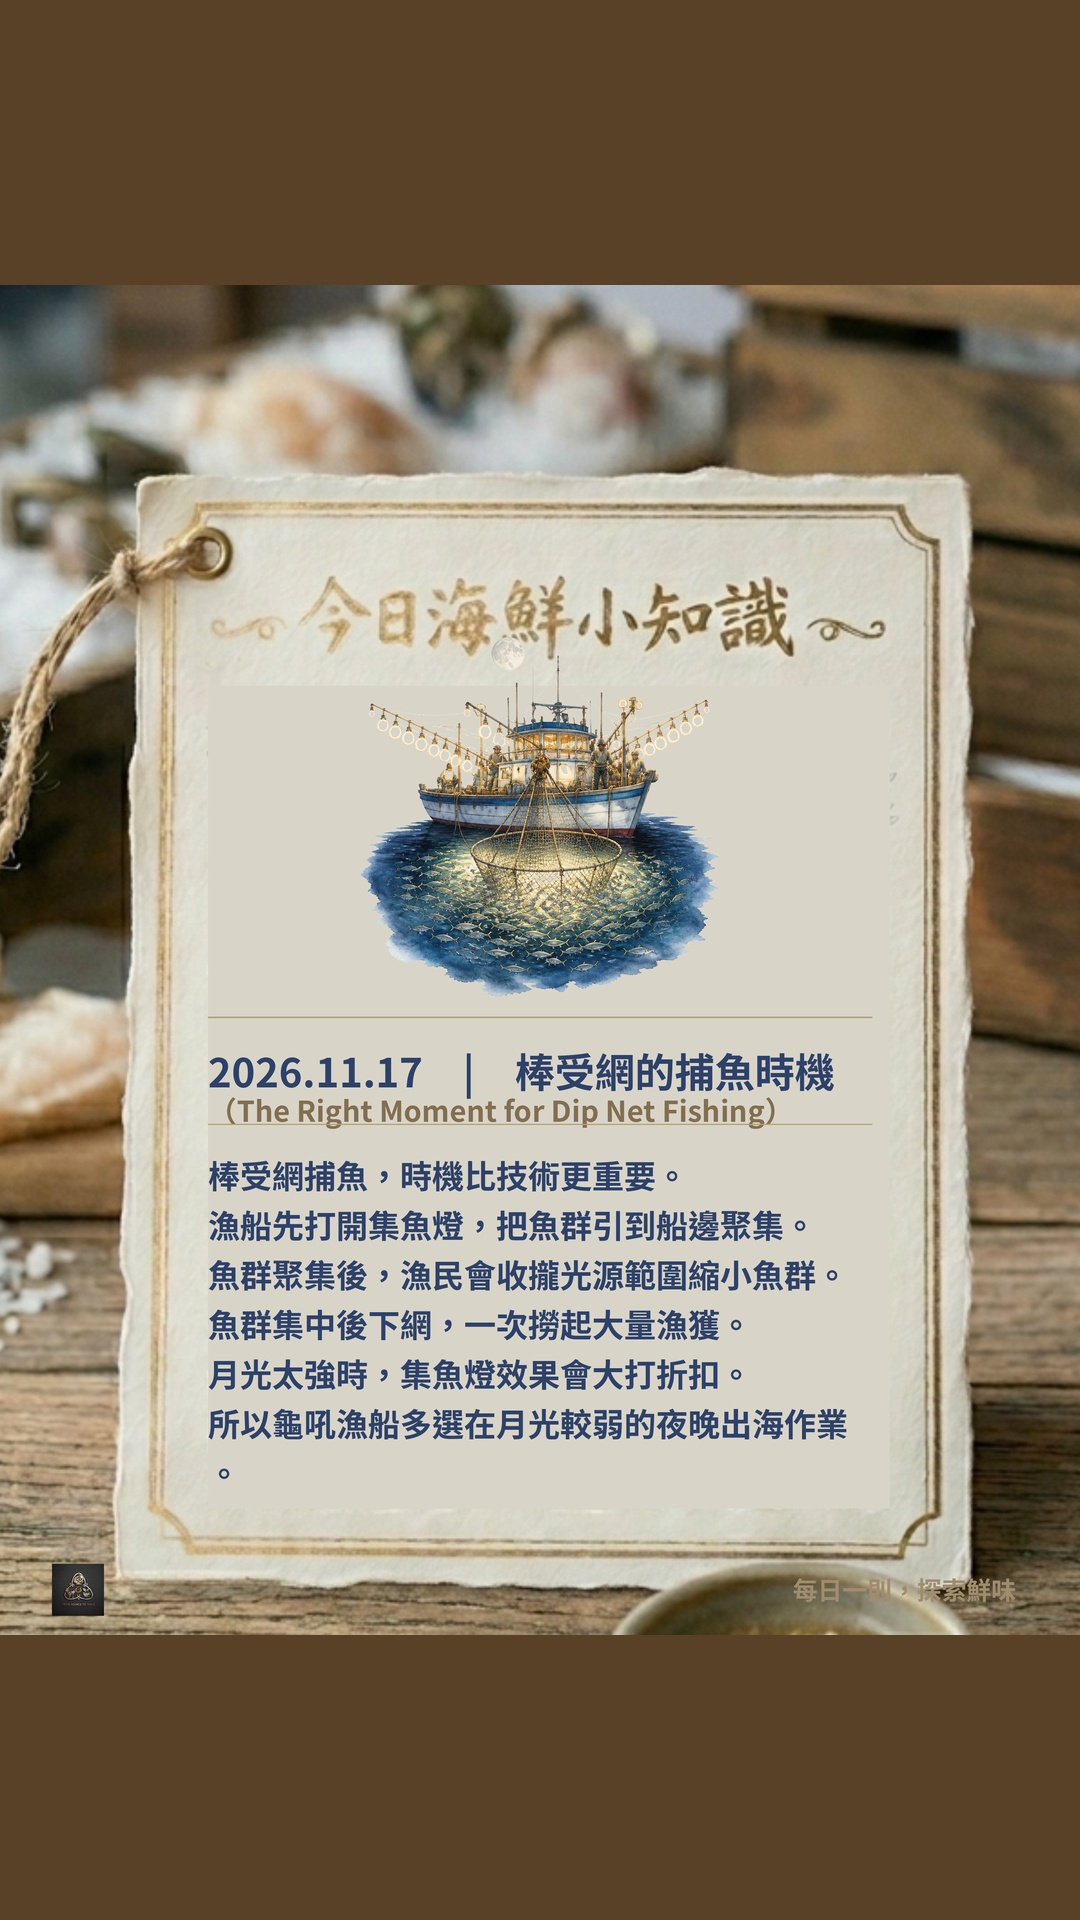 今日海鮮小知識
2026.11.17 | 棒受網的捕魚時機
（The Right Moment for Dip Net Fishing）
棒受網捕魚，時機比技術更重要。
漁船先打開集魚燈，把魚群引到船邊聚集。
魚群聚集後，漁民會收攏光源範圍縮小魚群。
魚群集中後下網，一次撈起大量漁獲。
月光太強時，集魚燈效果會大打折扣。
所以龜吼漁船多選在月光較弱的夜晚出海作業
。
每日一則，探索鮮味